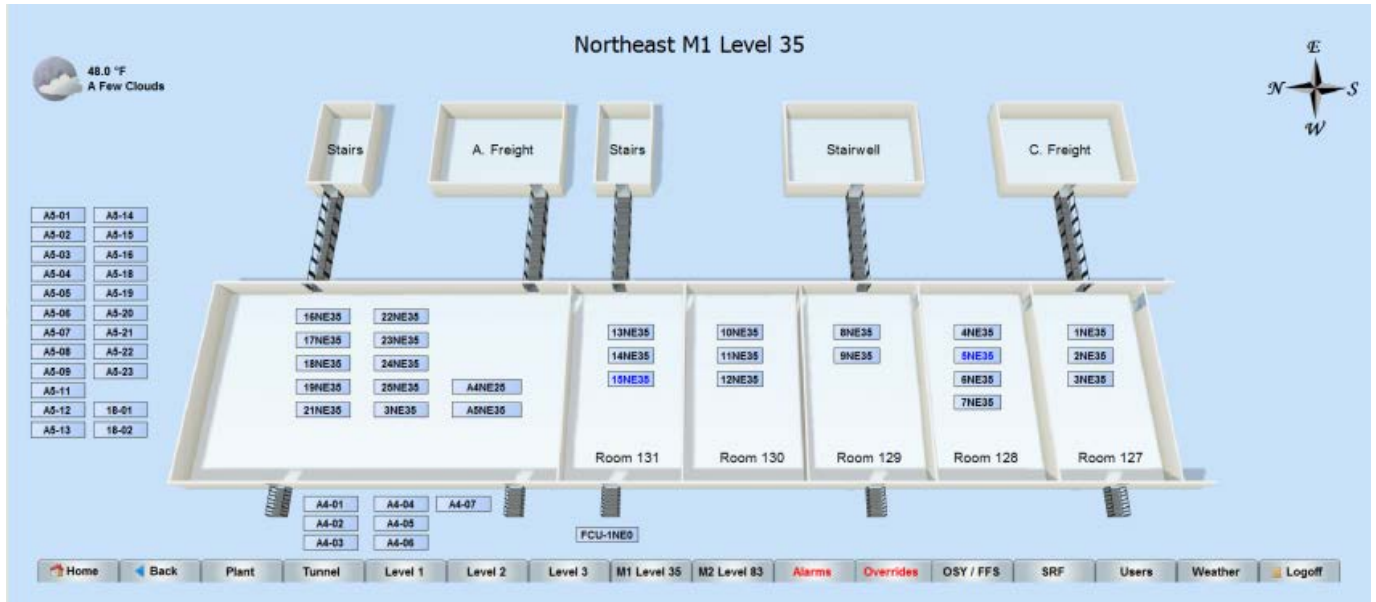 Northeast M1 Level 35
48.0 °F
A Few Clouds
E
N S
W
Stairs A. Freight Stairs Stairwell C. Freight
A5-01 A5-14
A5-02 A5-15
A5-03 A5-16
A5-04 A5-18
A5-05 A5-19
A5-06 A5-20
A5-07 A5-21
A5-08 A5-22
A5-09 A5-23
A5-11
A5-12 18-01
A5-13 18-02
16NE35 22NE35
17NE35 23NE35
18NE35 24NE35
19NE35 25NE35 A4NE25
21NE35 3NE35 A5NE35
13NE35
14NE35
15NE35
Room 131
10NE35
11NE35
12NE35
Room 130
8NE35
9NE35
Room 129
4NE35
5NE35
6NE35
7NE35
Room 128
1NE35
2NE35
3NE35
Room 127
A4-01 A4-04 A4-07
A4-02 A4-05
A4-03 A4-06
FCU-1NE0
Home Back Plant Tunnel Level 1 Level 2 Level 3 M1 Level 35 M2 Level 83 Alarms Overrides OSY / FFS SRF Users Weather Logoff